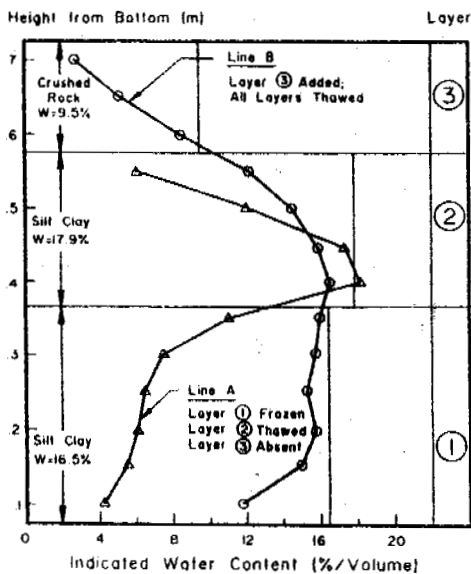 Height from Bottom (m)
Layer
.7
.6
.5
.4
.3
.2
.1
Crushed
Rock
W=9.5%
Silt Clay
W=17.9%
Silt Clay
W=16.5%
Line B
Layer ③ Added;
All Layers Thawed
Line A
Layer ① Frozen
Layer ② Thawed
Layer ③ Absent
③
②
①
4 8 12 16 20
Indicated Water Content (%/Volume)